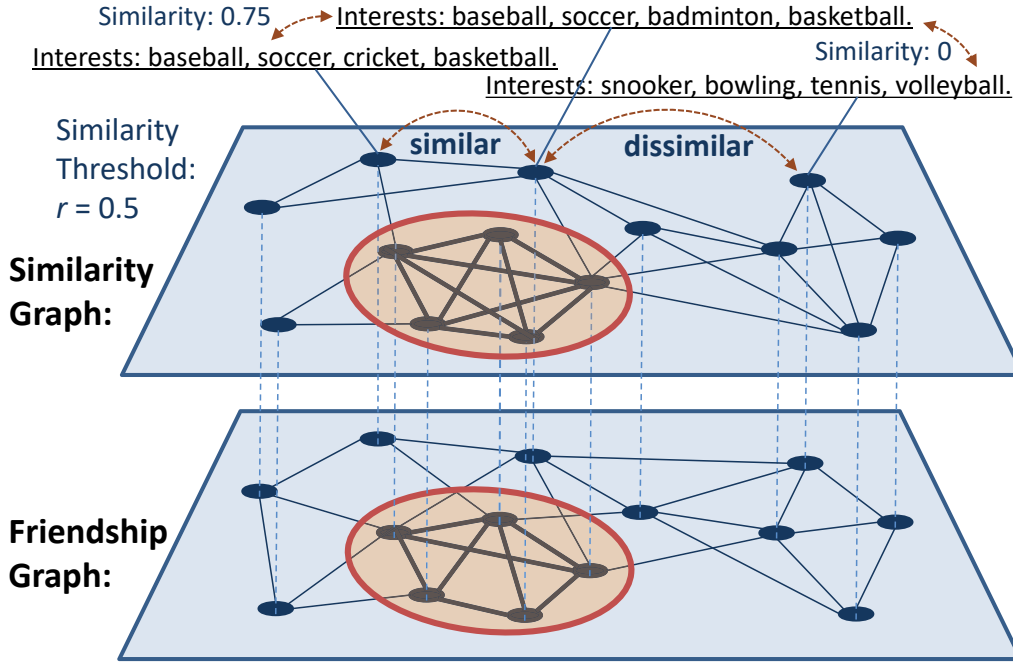 Similarity: 0.75
Interests: baseball, soccer, badminton, basketball.
Interests: baseball, soccer, cricket, basketball.
Similarity: 0
Interests: snooker, bowling, tennis, volleyball.
Similarity
Threshold:
r = 0.5
similar
dissimilar
Similarity
Graph:
Friendship
Graph: